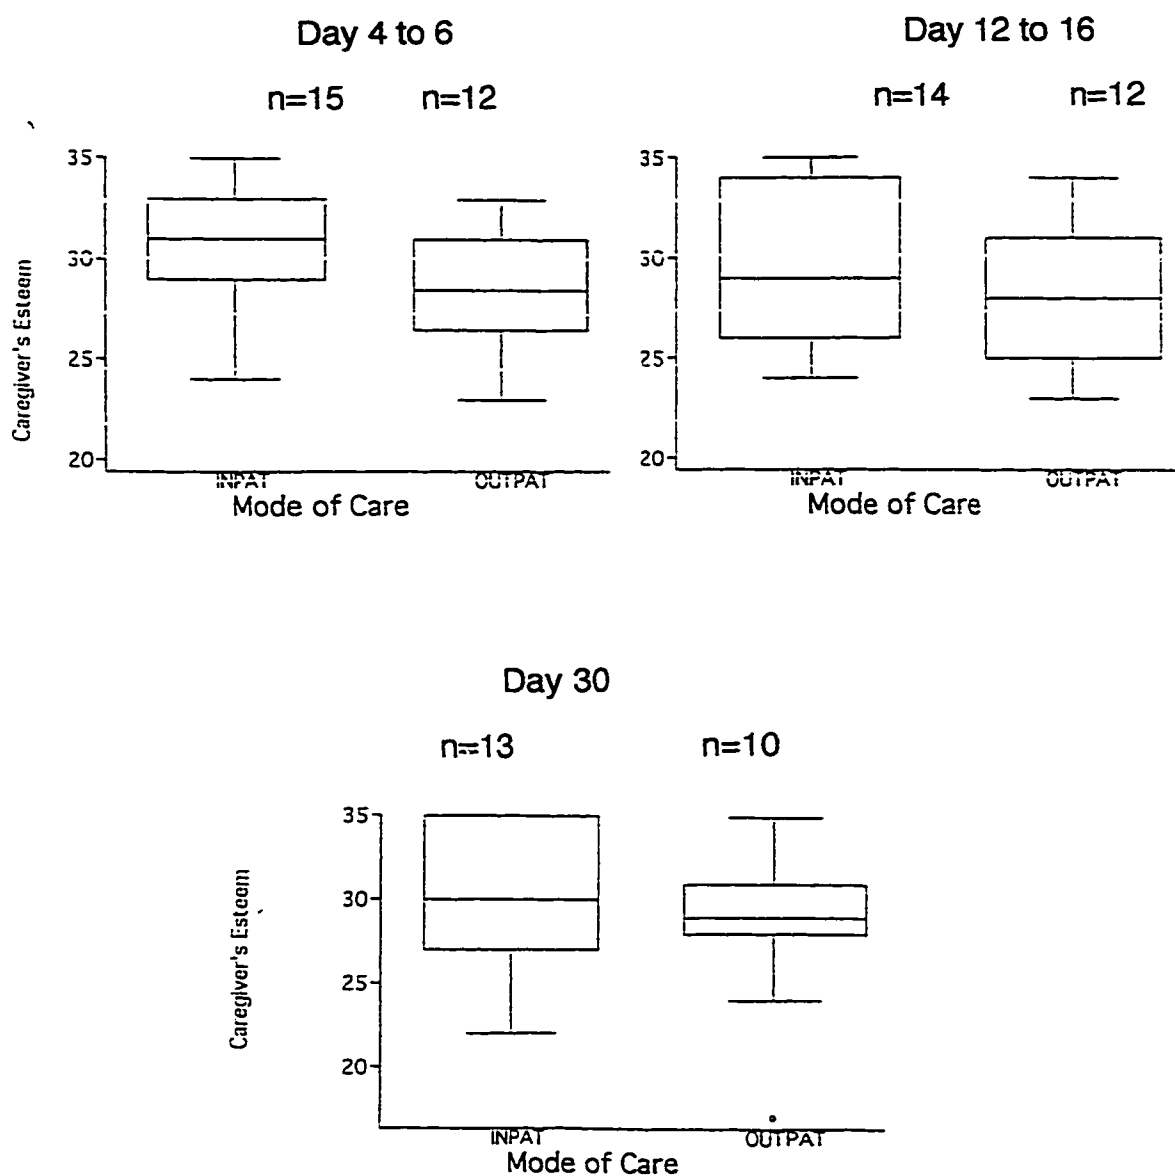 Day 4 to 6
n=15 n=12
35
30
25
20
Caregiver's Esteem
INPAT OUTPAT
Mode of Care
Day 12 to 16
n=14 n=12
35
30
25
20
INPAT OUTPAT
Mode of Care
Day 30
n=13 n=10
35
30
25
20
Caregiver's Esteem
INPAT OUTPAT
Mode of Care